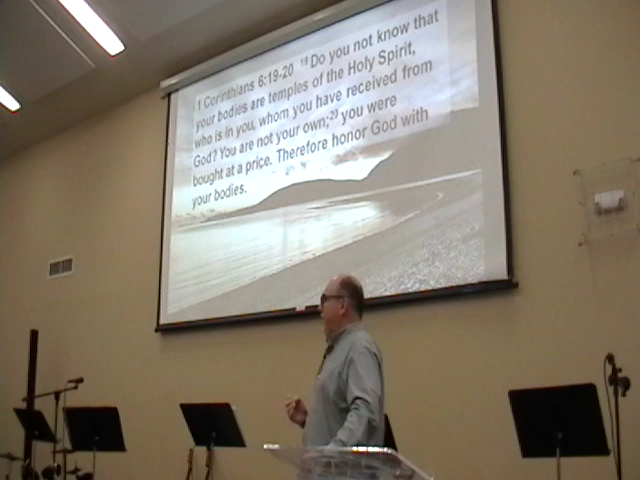 1 Corinthians 6:19-20 ¹⁹ Do you not know that
your bodies are temples of the Holy Spirit,
who is in you, whom you have received from
God? You are not your own; ²⁰ you were
bought at a price. Therefore honor God with
your bodies.